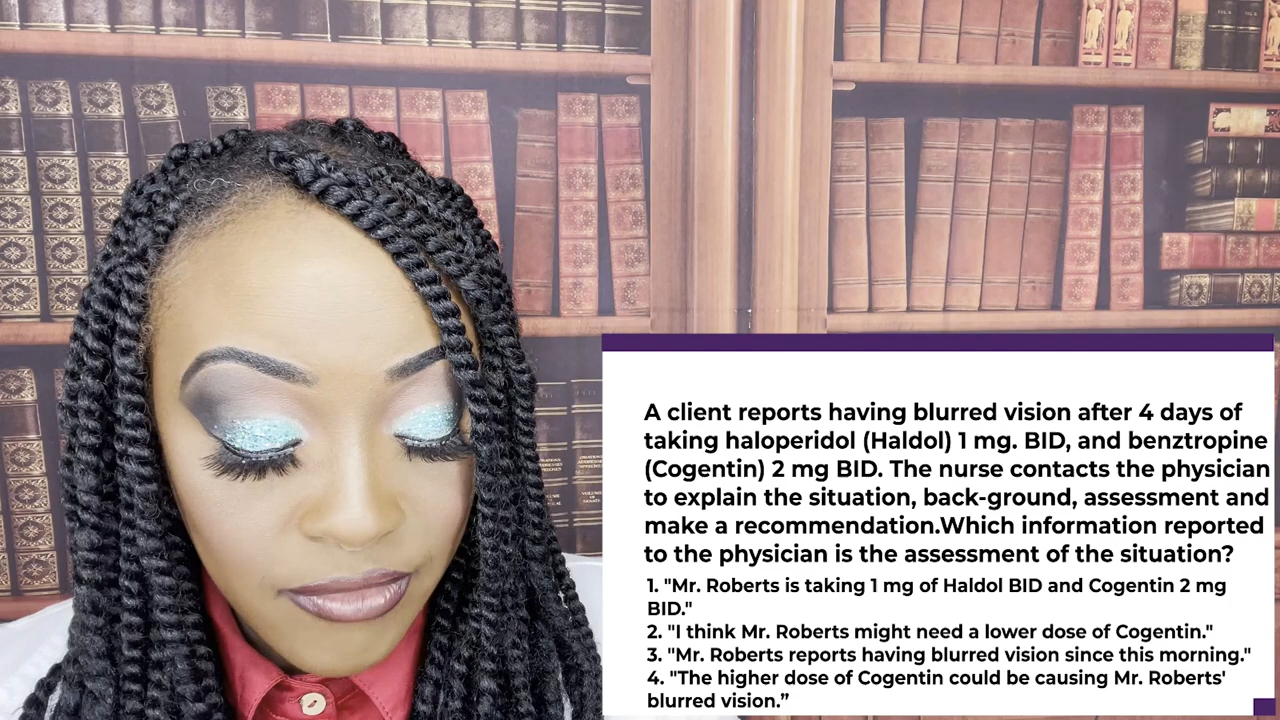 A client reports having blurred vision after 4 days of
taking haloperidol (Haldol) 1 mg. BID, and benztropine
(Cogentin) 2 mg BID. The nurse contacts the physician
to explain the situation, back-ground, assessment and
make a recommendation.Which information reported
to the physician is the assessment of the situation?
1. "Mr. Roberts is taking 1 mg of Haldol BID and Cogentin 2 mg
BID."
2. "I think Mr. Roberts might need a lower dose of Cogentin."
3. "Mr. Roberts reports having blurred vision since this morning."
4. "The higher dose of Cogentin could be causing Mr. Roberts'
blurred vision.”